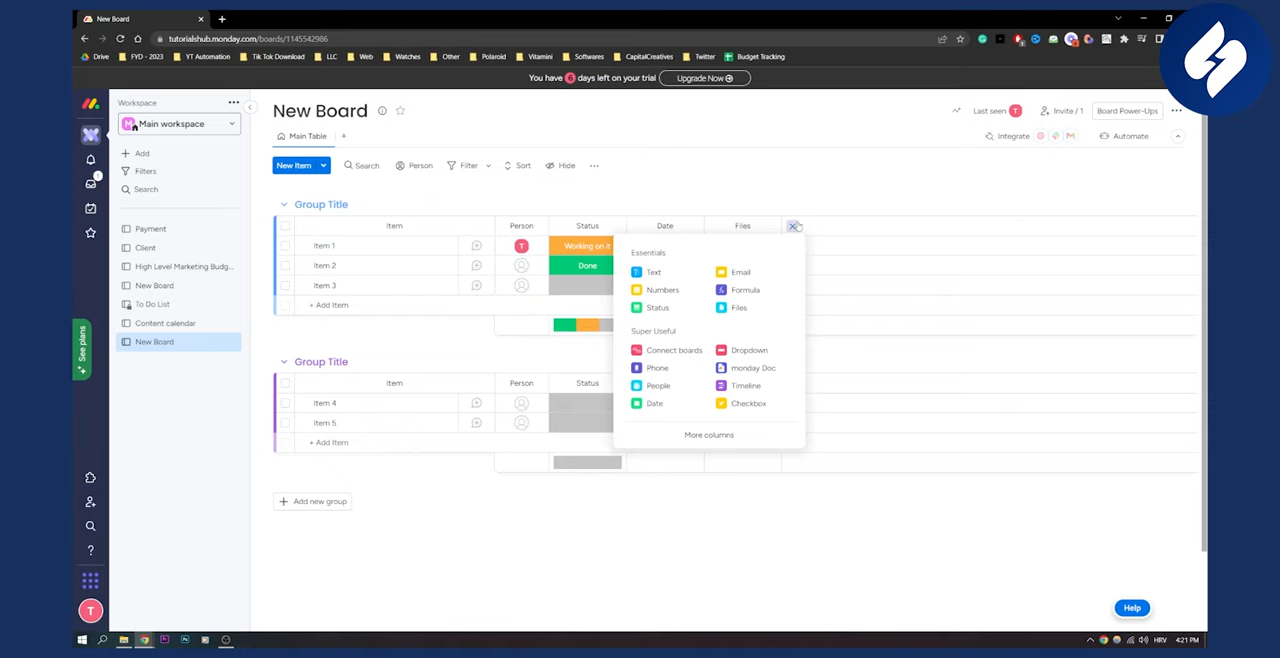 New Board
tutorialshub.monday.com/boards/1145542986
Drive FYD - 2023 YT Automation Tik Tok Download LLC Web Watches Other Polaroid Vitamini Softwares CapitalCreatives Twitter Budget Tracking
You have 6 days left on your trial Upgrade Now
Workspace
M Main workspace
Add
Filters
Search
Payment
Client
High Level Marketing Budg...
New Board
To Do List
Content calendar
New Board
See plans
1
T
New Board
Last seen T Invite / 1 Board Power-Ups
Main Table +
Integrate Automate
New Item Search Person Filter Sort Hide
Group Title
Item Person Status Date Files
Item 1 T Working on it
Item 2 Done
Item 3
+ Add Item
Group Title
Item Person Status
Item 4
Item 5
+ Add Item
+ Add new group
Essentials
Text Email
Numbers Formula
Status Files
Super Useful
Connect boards Dropdown
Phone monday Doc
People Timeline
Date Checkbox
More columns
Help
HRV 4:21 PM